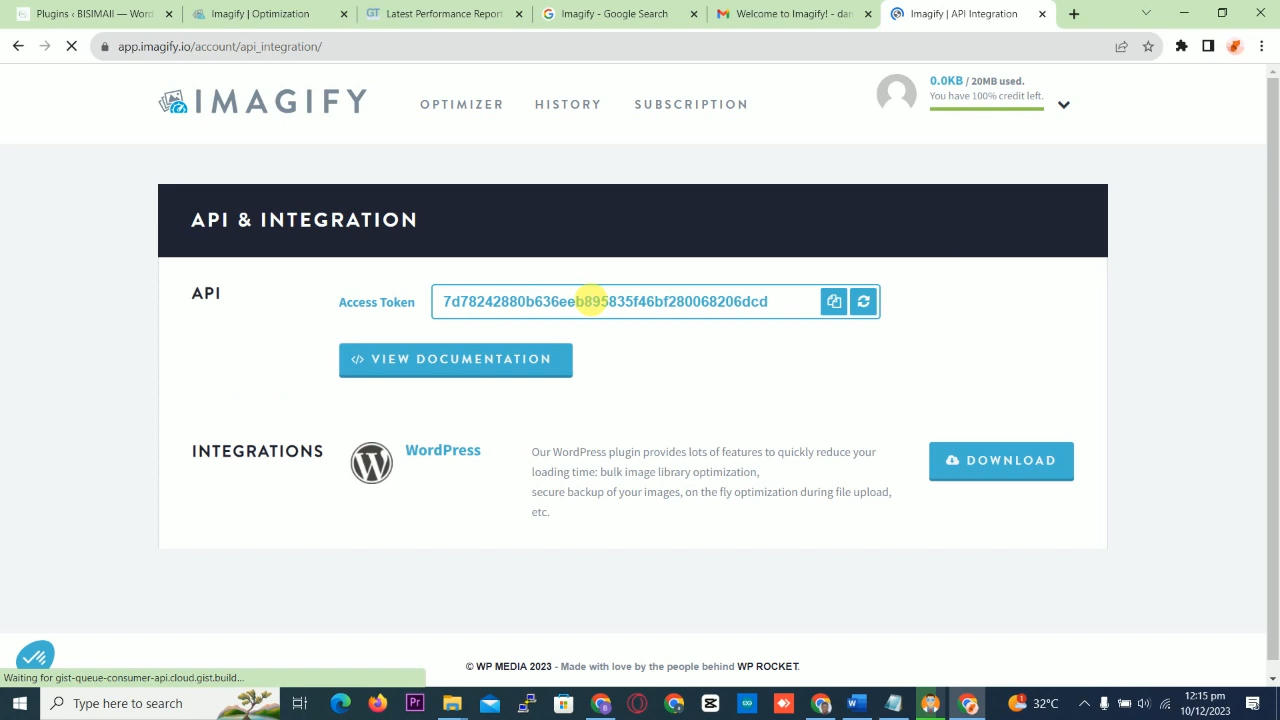 Plugins ‹ BISMAIL — Word
Imagify - Optimize Images
Latest Performance Report
Imagify - Google Search
Welcome to Imagify! - dan
Imagify | API Integration
app.imagify.io/account/api_integration/
IMAGIFY
OPTIMIZER
HISTORY
SUBSCRIPTION
0.0KB / 20MB used.
You have 100% credit left.
API & INTEGRATION
API
Access Token
7d78242880b636eeb895835f46bf280068206dcd
</> VIEW DOCUMENTATION
INTEGRATIONS
WordPress
Our WordPress plugin provides lots of features to quickly reduce your
loading time: bulk image library optimization,
secure backup of your images, on the fly optimization during file upload,
etc.
DOWNLOAD
© WP MEDIA 2023 - Made with love by the people behind WP ROCKET.
Waiting for gist-queue-consumer-api.cloud.gist.build...
Type here to search
32°C
12:15 pm
10/12/2023